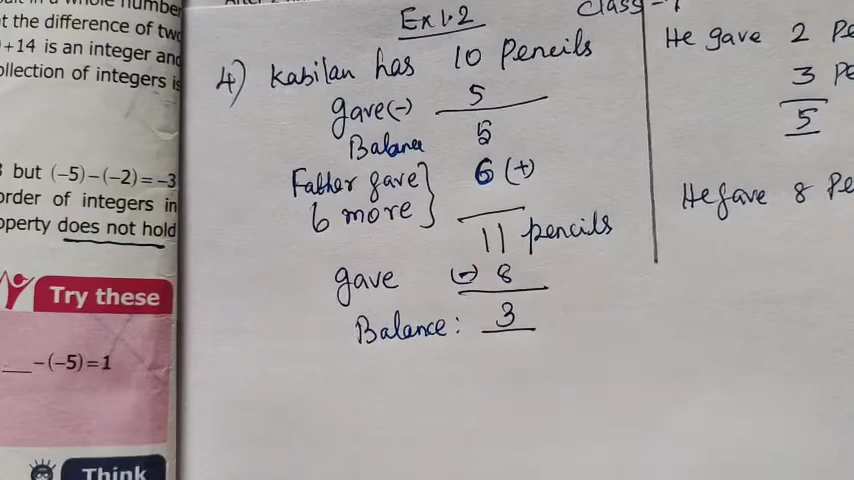 whole number
t the difference of two
+14 is an integer and
ollection of integers is
but (-5)-(-2)=-3
order of integers in
operty does not hold
Try these
___ -(-5)=1
Think
Ex 1.2
Class -
4) Kabilan has 10 Pencils
gave (-) 5
Balance 5
Father gave } 6 (+)
6 more
11 pencils
gave (-) 8
Balance: 3
He gave 2 Pe
3 Pe
5
He gave 8 Pe